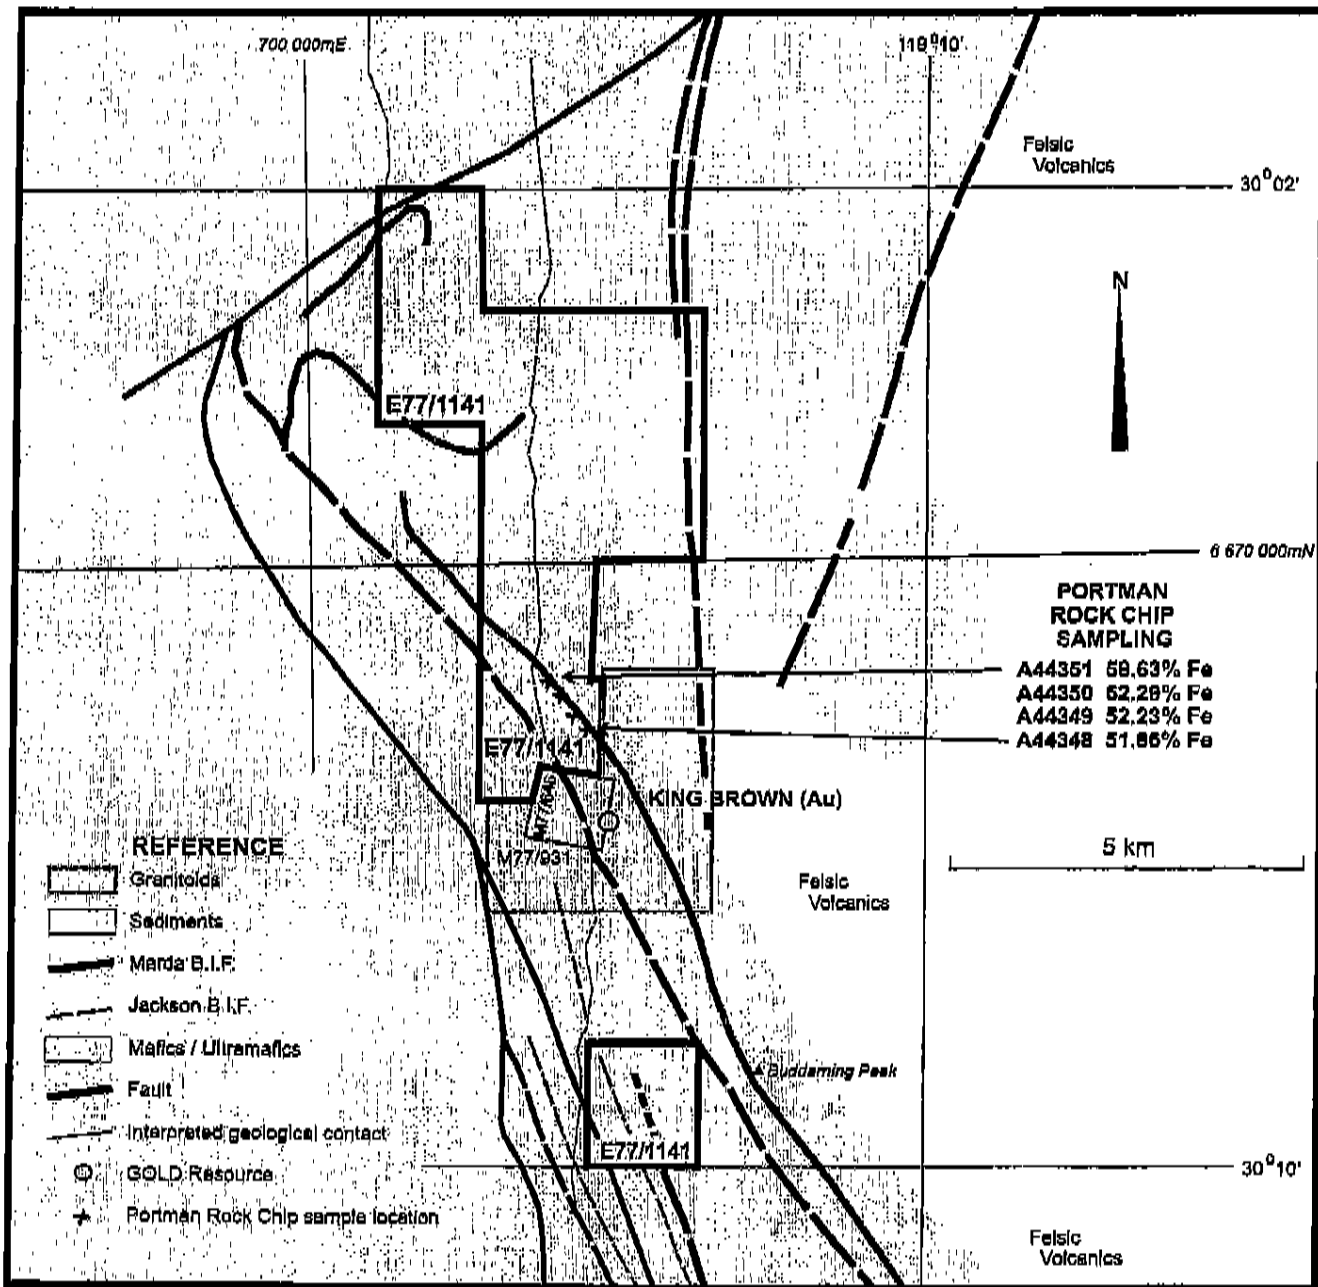 700 000mE
119°10'
Felsic
Volcanics
30°02'
N
E77/1141
6 670 000mN
PORTMAN
ROCK CHIP
SAMPLING
A44351 58.63% Fe
A44350 52.29% Fe
A44349 52.23% Fe
A44348 51.86% Fe
E77/1141
KING BROWN (Au)
M77/646
M77/931
5 km
Felsic
Volcanics
REFERENCE
Granitoids
Sediments
Marda B.I.F.
Jackson B.I.F.
Mafics / Ultramafics
Fault
Interpreted geological contact
GOLD Resource
Portman Rock Chip sample location
Buddarning Peak
E77/1141
30°10'
Felsic
Volcanics